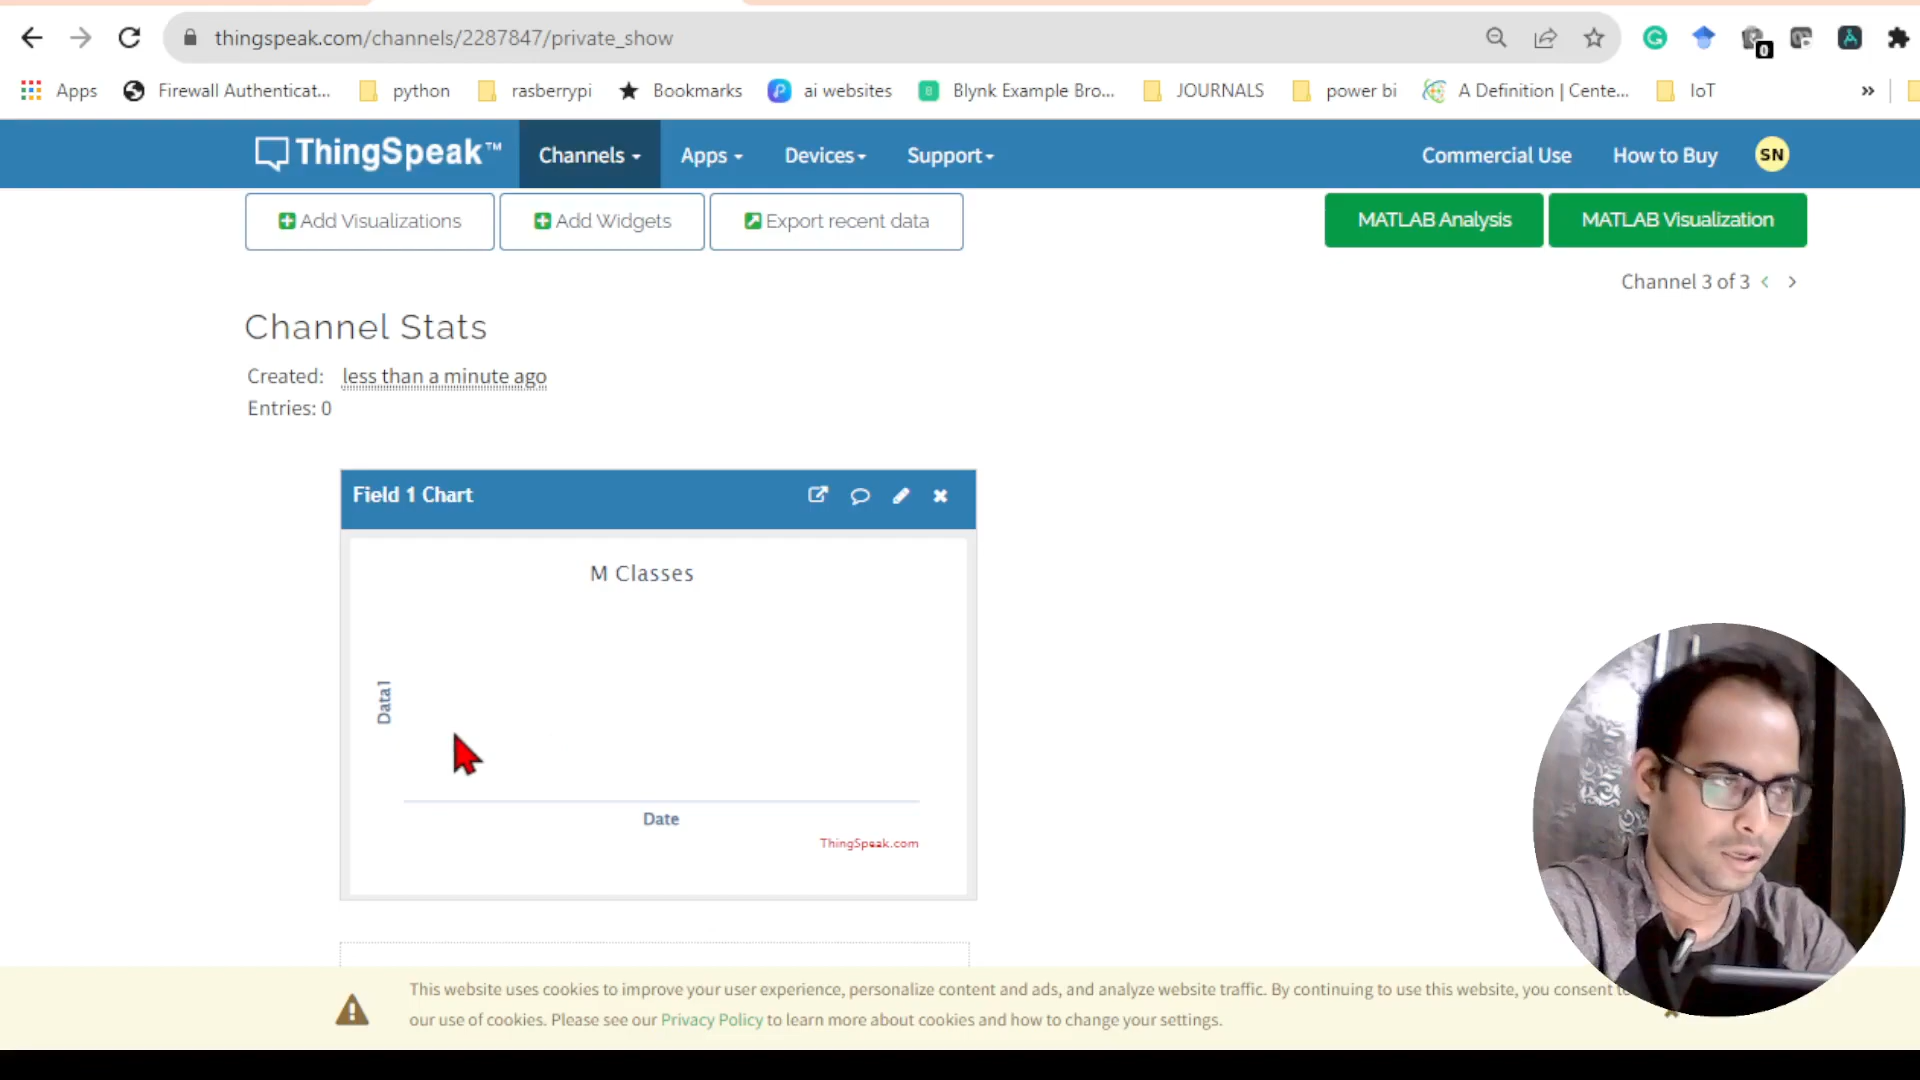 thingspeak.com/channels/2287847/private_show
0
Apps Firewall Authenticat... python rasberrypi Bookmarks ai websites Blynk Example Bro... JOURNALS power bi A Definition | Cente... IoT »
ThingSpeak™ Channels Apps Devices Support Commercial Use How to Buy SN
Add Visualizations Add Widgets Export recent data MATLAB Analysis MATLAB Visualization
Channel 3 of 3 < >
Channel Stats
Created: less than a minute ago
Entries: 0
Field 1 Chart
M Classes
Data1
Date
ThingSpeak.com
This website uses cookies to improve your user experience, personalize content and ads, and analyze website traffic. By continuing to use this website, you consent to
our use of cookies. Please see our Privacy Policy to learn more about cookies and how to change your settings.